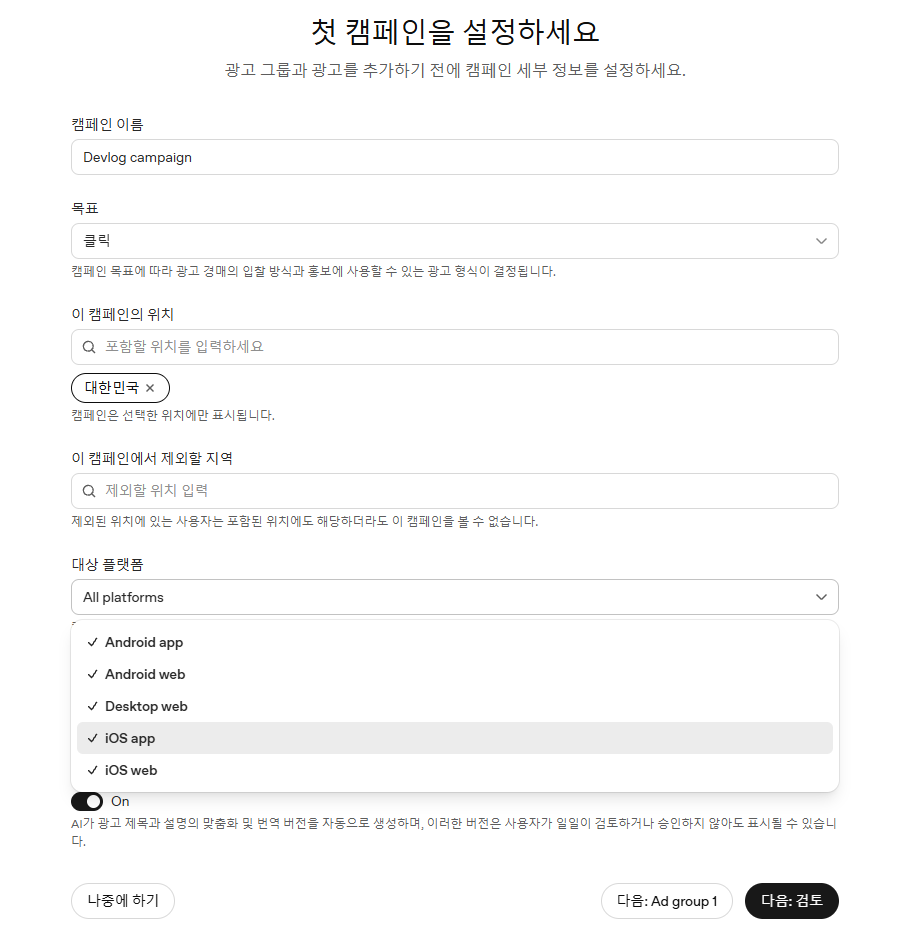 첫 캠페인을 설정하세요
광고 그룹과 광고를 추가하기 전에 캠페인 세부 정보를 설정하세요.
캠페인 이름
Devlog campaign
목표
클릭
캠페인 목표에 따라 광고 경매의 입찰 방식과 홍보에 사용할 수 있는 광고 형식이 결정됩니다.
이 캠페인의 위치
포함할 위치를 입력하세요
대한민국
캠페인은 선택한 위치에만 표시됩니다.
이 캠페인에서 제외할 지역
제외할 위치 입력
제외된 위치에 있는 사용자는 포함된 위치에도 해당하더라도 이 캠페인을 볼 수 없습니다.
대상 플랫폼
All platforms
Android app
Android web
Desktop web
iOS app
iOS web
On
AI가 광고 제목과 설명의 맞춤화 및 번역 버전을 자동으로 생성하며, 이러한 버전은 사용자가 일일이 검토하거나 승인하지 않아도 표시될 수 있습니
다.
나중에 하기
다음: Ad group 1
다음: 검토